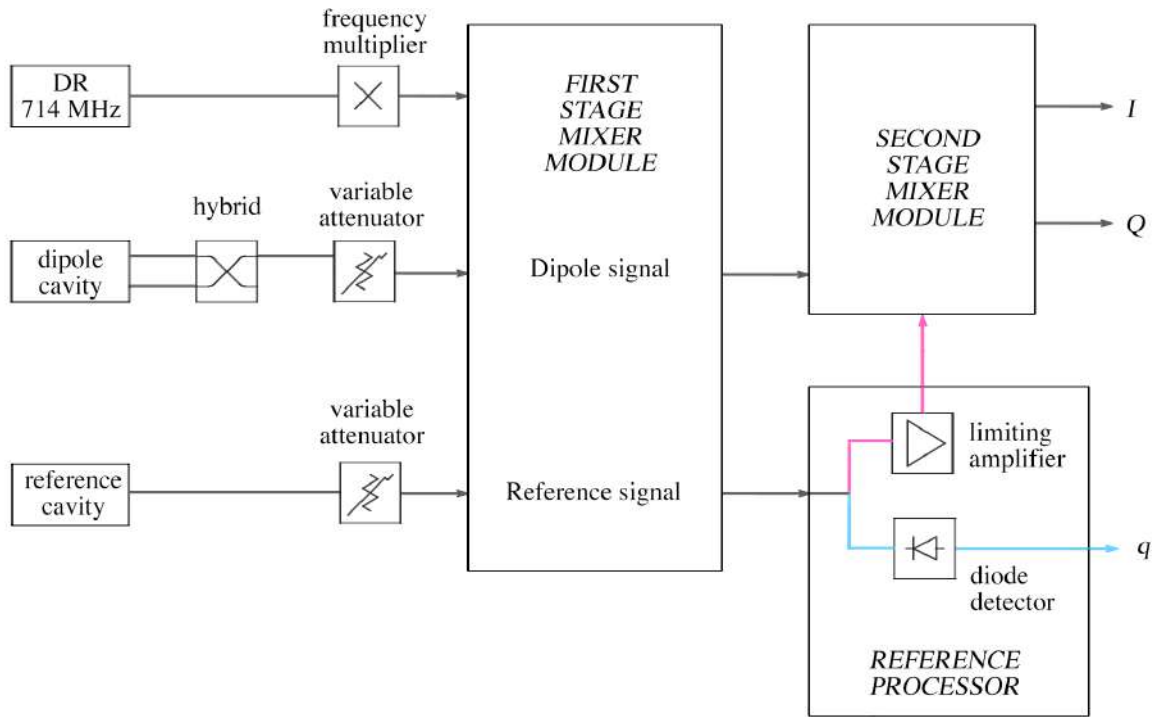 frequency
multiplier
DR
714 MHz
FIRST
STAGE
MIXER
MODULE
SECOND
STAGE
MIXER
MODULE
I
Q
hybrid
variable
attenuator
dipole
cavity
Dipole signal
variable
attenuator
reference
cavity
Reference signal
limiting
amplifier
q
diode
detector
REFERENCE
PROCESSOR